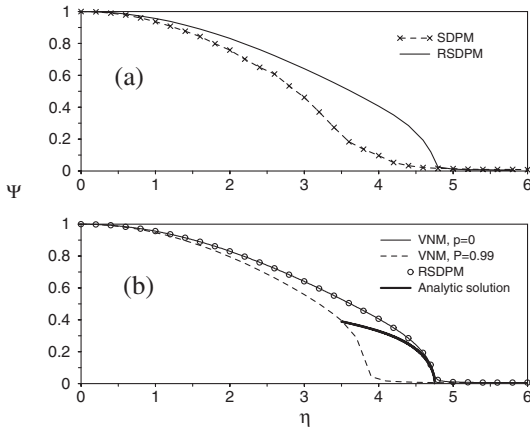 1
0.8
0.6
0.4
0.2
0
(a)
SDPM
RSDPM
0 1 2 3 4 5 6
Ψ
1
0.8
0.6
0.4
0.2
0
(b)
VNM, p=0
VNM, P=0.99
RSDPM
Analytic solution
0 1 2 3 4 5 6
η